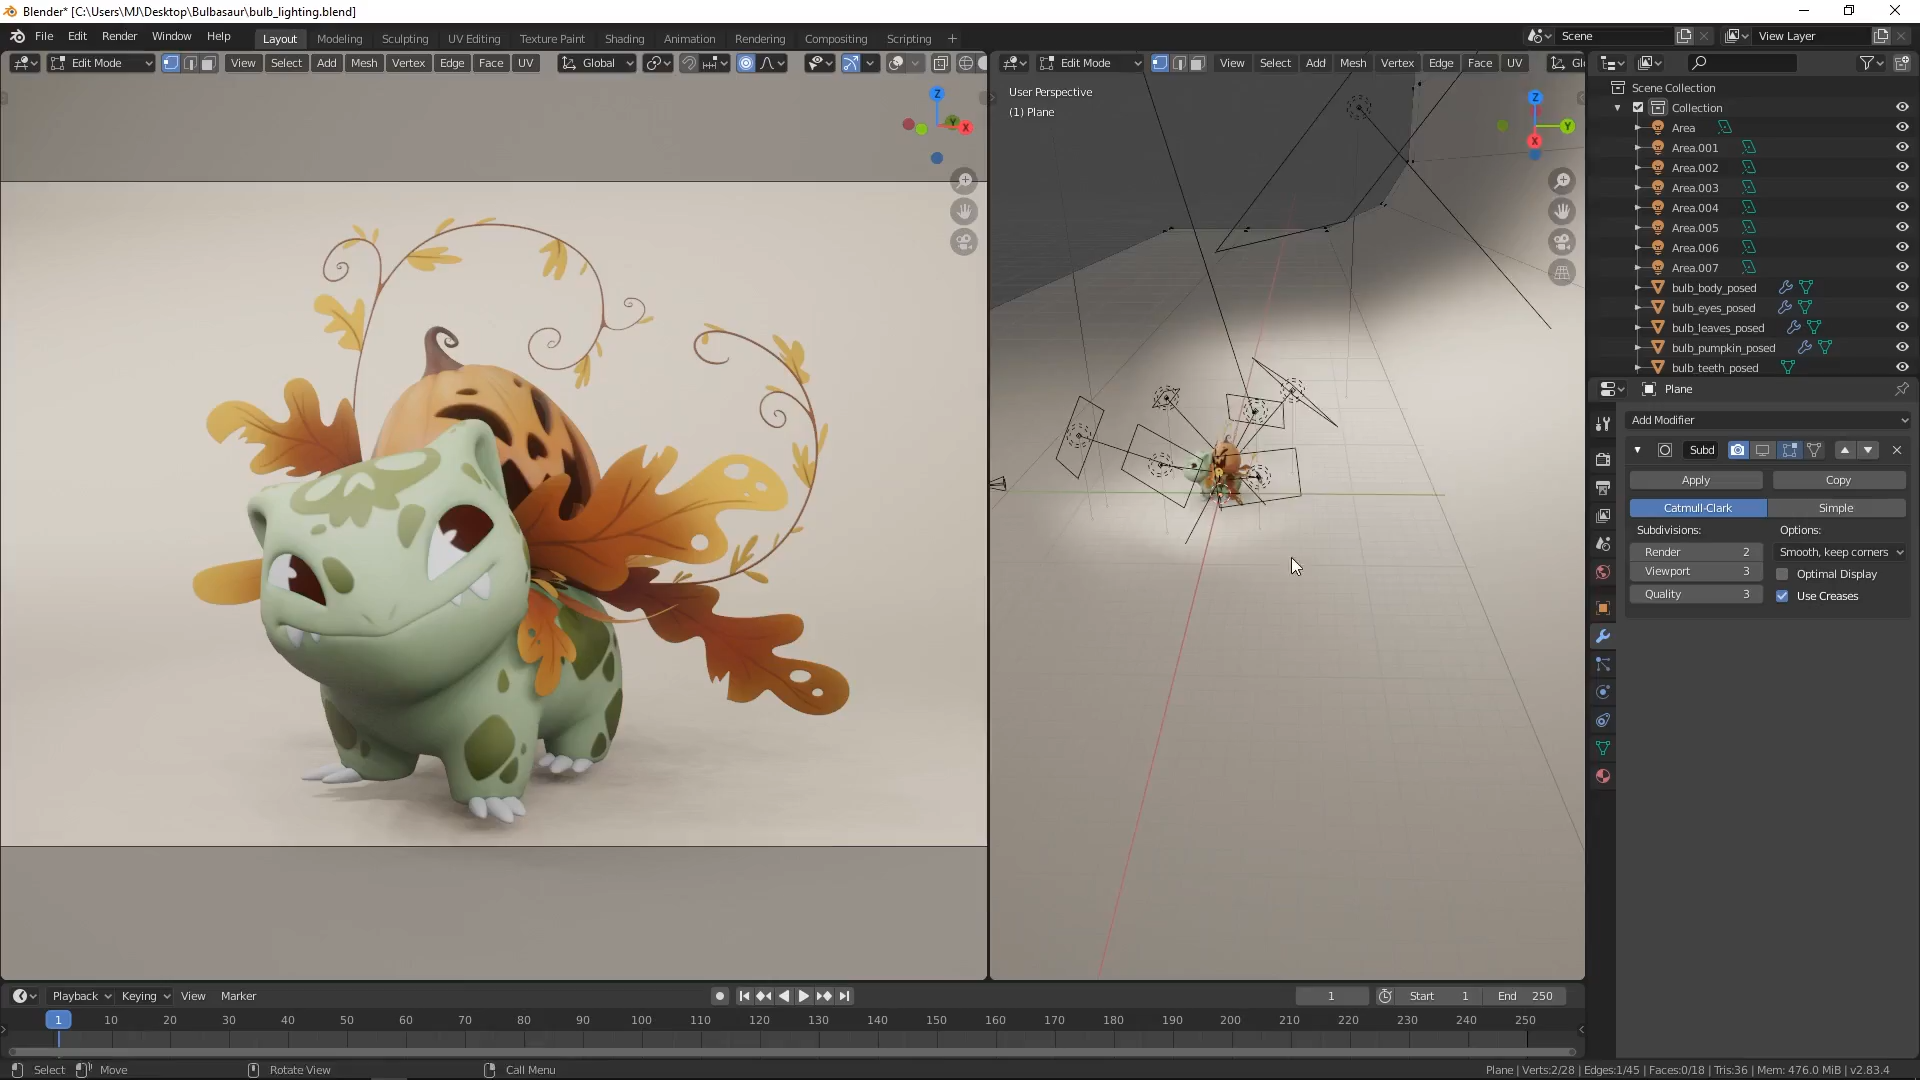 Blender* [C:\Users\MJ\Desktop\Bulbasaur\bulb_lighting.blend]
File Edit Render Window Help Layout Modeling Sculpting UV Editing Texture Paint Shading Animation Rendering Compositing Scripting + Scene View Layer
Edit Mode View Select Add Mesh Vertex Edge Face UV Global
Edit Mode View Select Add Mesh Vertex Edge Face UV Gl
Z
Y
X
User Perspective
(1) Plane
Z
Y
X
Scene Collection
Collection
Area
Area.001
Area.002
Area.003
Area.004
Area.005
Area.006
Area.007
bulb_body_posed
bulb_eyes_posed
bulb_leaves_posed
bulb_pumpkin_posed
bulb_teeth_posed
Plane
Add Modifier
Subd
Apply Copy
Catmull-Clark Simple
Subdivisions: Options:
Render 2 Smooth, keep corners
Viewport 3 Optimal Display
Quality 3 Use Creases
Playback Keying View Marker 1 Start 1 End 250
1 10 20 30 40 50 60 70 80 90 100 110 120 130 140 150 160 170 180 190 200 210 220 230 240 250
Select Move Rotate View Call Menu Plane | Verts:2/28 | Edges:1/45 | Faces:0/18 | Tris:36 | Mem: 476.0 MiB | v2.83.4